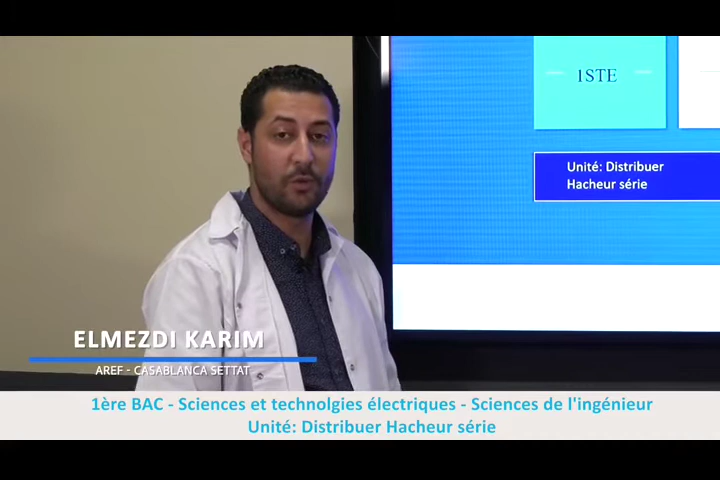 1STE
Unité: Distribuer
Hacheur série
ELMEZDI KARIM
AREF - CASABLANCA SETTAT
1ère BAC - Sciences et technolgies électriques - Sciences de l'ingénieur
Unité: Distribuer Hacheur série